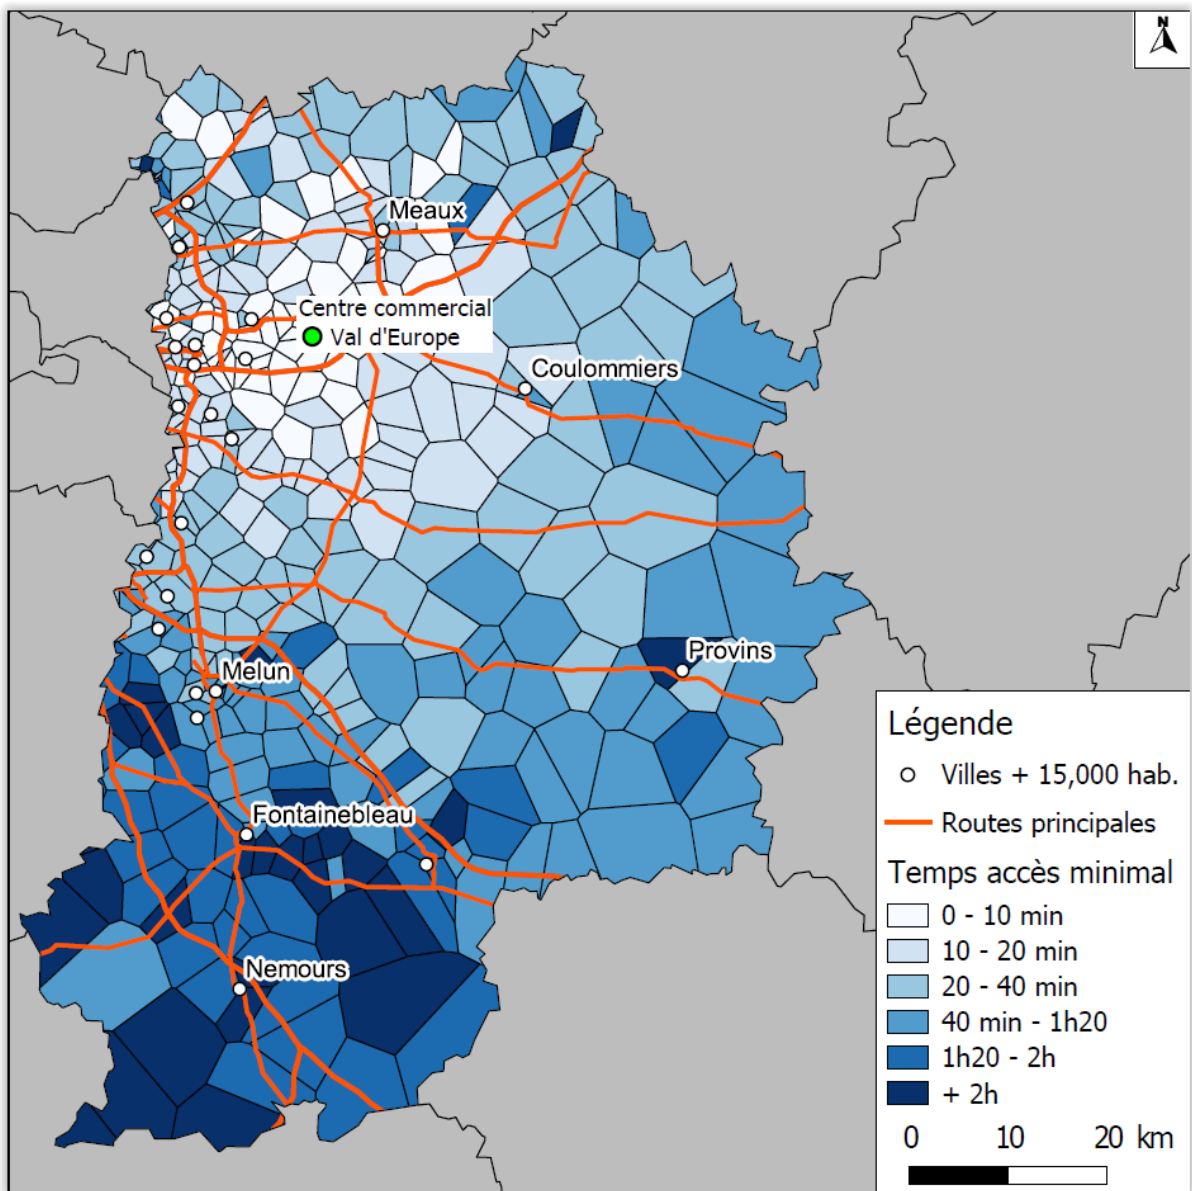 N
Meaux
Centre commercial
Val d'Europe
Coulommiers
Provins
Melun
Fontainebleau
Nemours
Légende
Villes + 15,000 hab.
Routes principales
Temps accès minimal
0 - 10 min
10 - 20 min
20 - 40 min
40 min - 1h20
1h20 - 2h
+ 2h
0 10 20 km